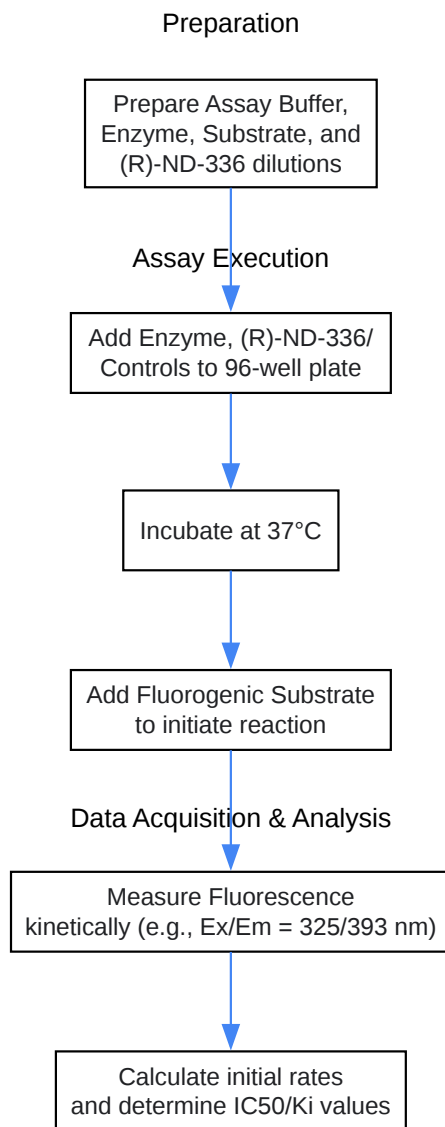 Preparation
Prepare Assay Buffer,
Enzyme, Substrate, and
(R)-ND-336 dilutions
Assay Execution
Add Enzyme, (R)-ND-336/
Controls to 96-well plate
Incubate at 37°C
Add Fluorogenic Substrate
to initiate reaction
Data Acquisition & Analysis
Measure Fluorescence
kinetically (e.g., Ex/Em = 325/393 nm)
Calculate initial rates
and determine IC50/Ki values